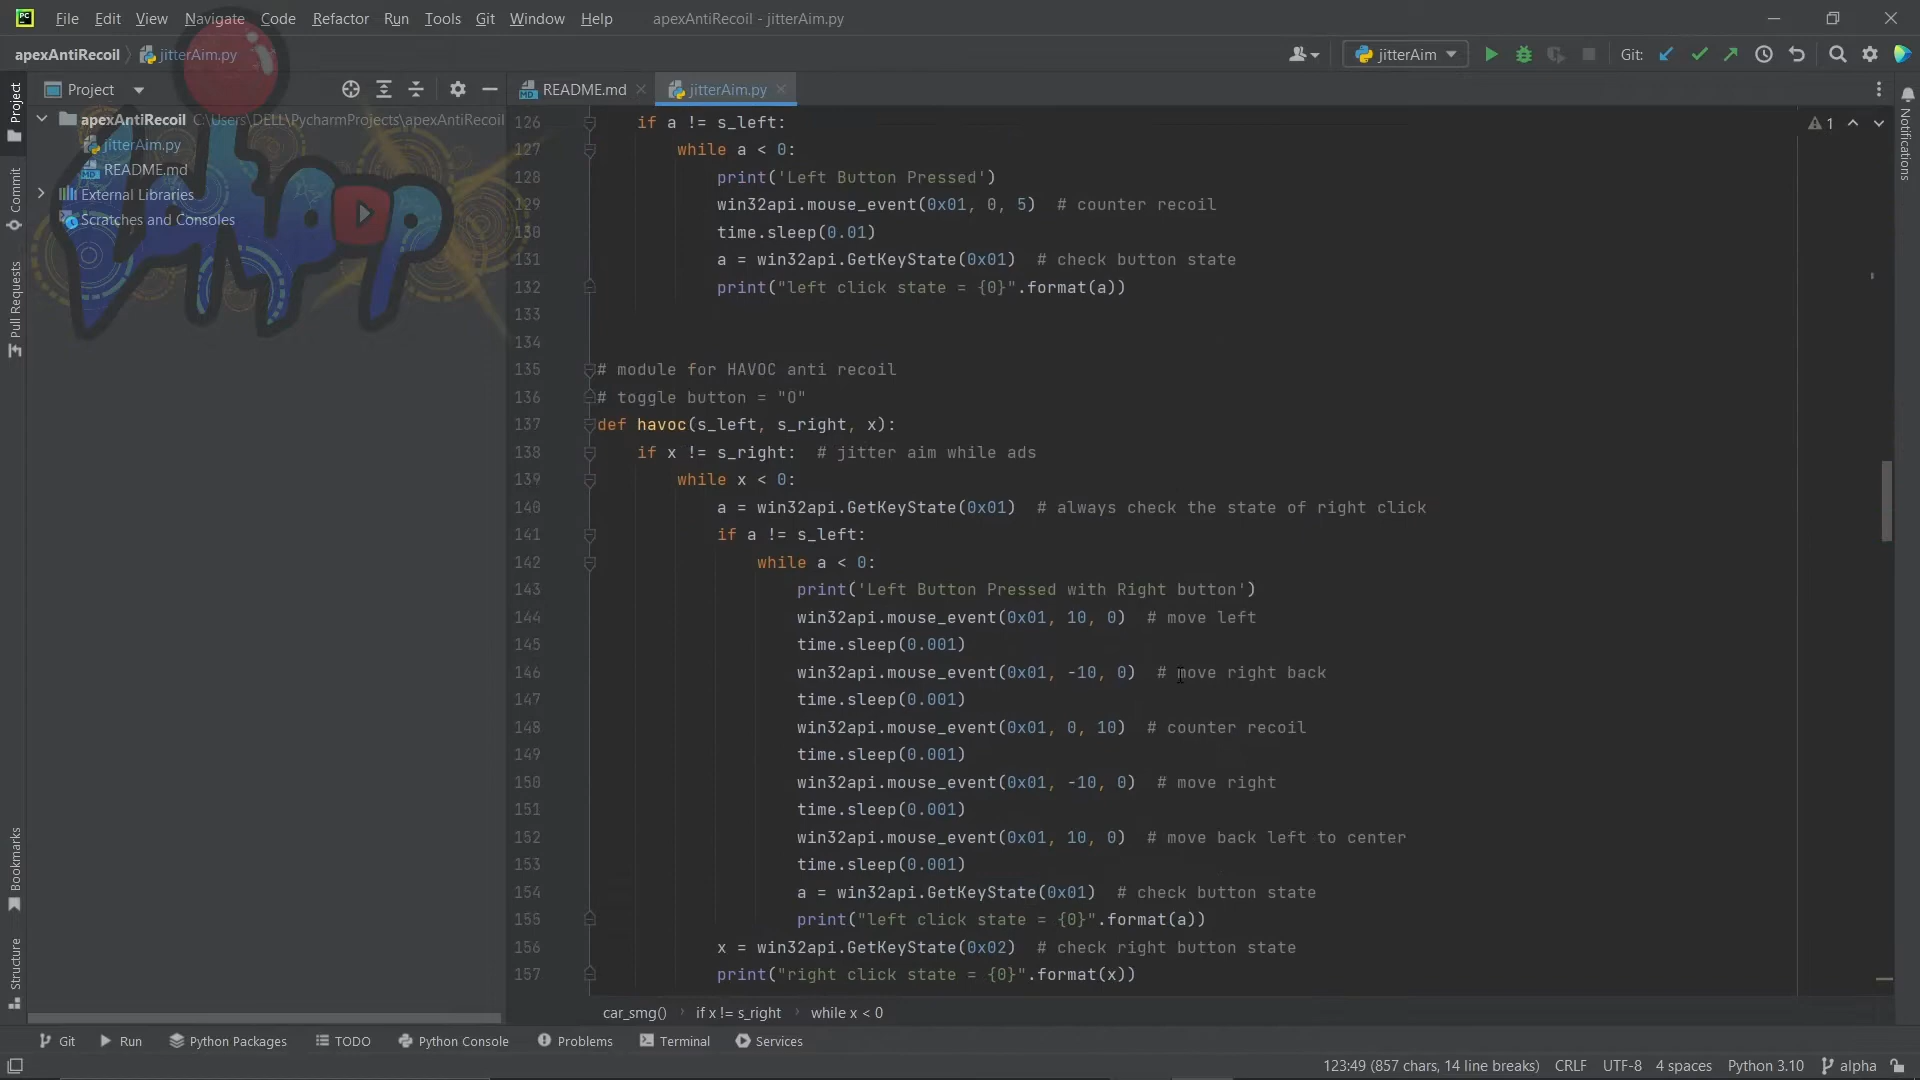 File Edit View Navigate Code Refactor Run Tools Git Window Help apexAntiRecoil - jitterAim.py
apexAntiRecoil jitterAim.py
jitterAim Git:
Project
README.md jitterAim.py
apexAntiRecoil C:\Users\DELL\PycharmProjects\apexAntiRecoil
jitterAim.py
README.md
External Libraries
Scratches and Consoles
Project
Commit
Pull Requests
Bookmarks
Structure
Notifications
1
126 if a != s_left:
127 while a < 0:
128 print('Left Button Pressed')
129 win32api.mouse_event(0x01, 0, 5) # counter recoil
130 time.sleep(0.01)
131 a = win32api.GetKeyState(0x01) # check button state
132 print("left click state = {0}".format(a))
133
134
135 # module for HAVOC anti recoil
136 # toggle button = "O"
137 def havoc(s_left, s_right, x):
138 if x != s_right: # jitter aim while ads
139 while x < 0:
140 a = win32api.GetKeyState(0x01) # always check the state of right click
141 if a != s_left:
142 while a < 0:
143 print('Left Button Pressed with Right button')
144 win32api.mouse_event(0x01, 10, 0) # move left
145 time.sleep(0.001)
146 win32api.mouse_event(0x01, -10, 0) # move right back
147 time.sleep(0.001)
148 win32api.mouse_event(0x01, 0, 10) # counter recoil
149 time.sleep(0.001)
150 win32api.mouse_event(0x01, -10, 0) # move right
151 time.sleep(0.001)
152 win32api.mouse_event(0x01, 10, 0) # move back left to center
153 time.sleep(0.001)
154 a = win32api.GetKeyState(0x01) # check button state
155 print("left click state = {0}".format(a))
156 x = win32api.GetKeyState(0x02) # check right button state
157 print("right click state = {0}".format(x))
car_smg() if x != s_right while x < 0
Git Run Python Packages TODO Python Console Problems Terminal Services
123:49 (857 chars, 14 line breaks) CRLF UTF-8 4 spaces Python 3.10 alpha